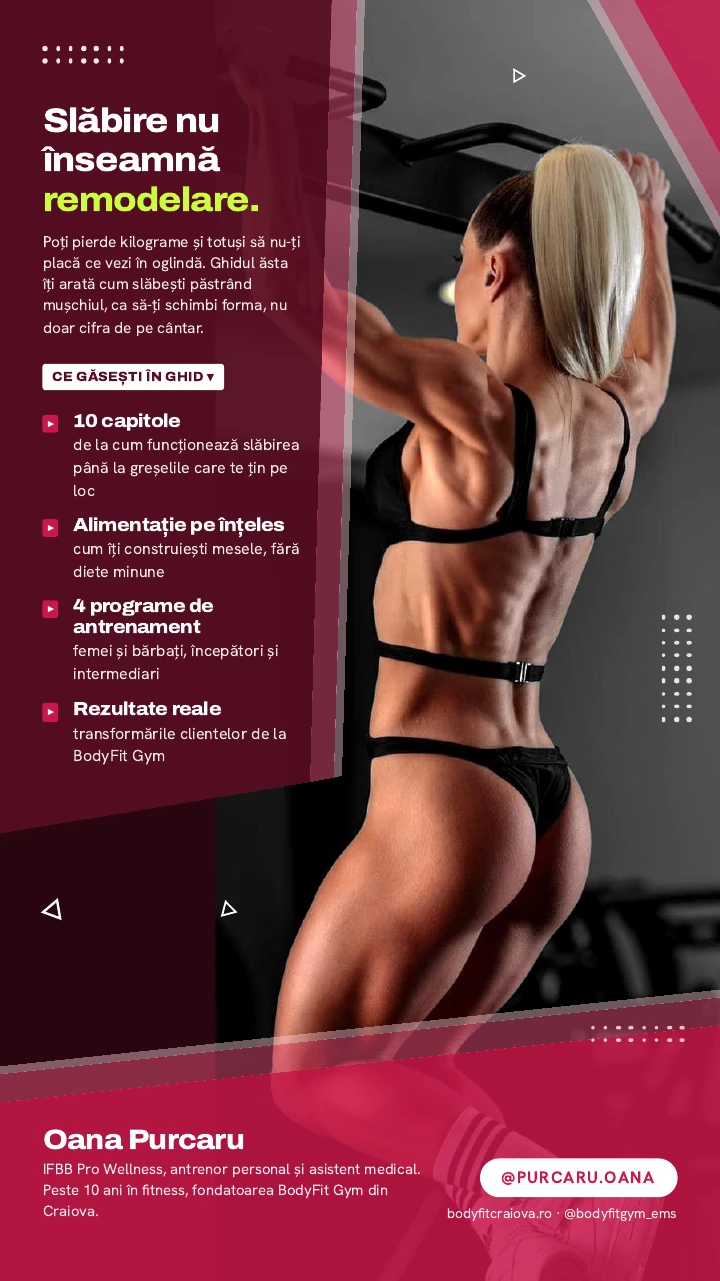 Slăbire nu
înseamnă
remodelare.
Poți pierde kilograme și totuși să nu-ți
placă ce vezi în oglindă. Ghidul ăsta
îți arată cum slăbești păstrând
mușchiul, ca să-ți schimbi forma, nu
doar cifra de pe cântar.
CE GĂSEȘTI ÎN GHID ▾
10 capitole
de la cum funcționează slăbirea
până la greșelile care te țin pe
loc
Alimentație pe înțeles
cum îți construiești mesele, fără
diete minune
4 programe de
antrenament
femei și bărbați, începători și
intermediari
Rezultate reale
transformările clientelor de la
BodyFit Gym
Oana Purcaru
IFBB Pro Wellness, antrenor personal și asistent medical.
Peste 10 ani în fitness, fondatoarea BodyFit Gym din
Craiova.
@PURCARU.OANA
bodyfitcraiova.ro · @bodyfitgym_ems